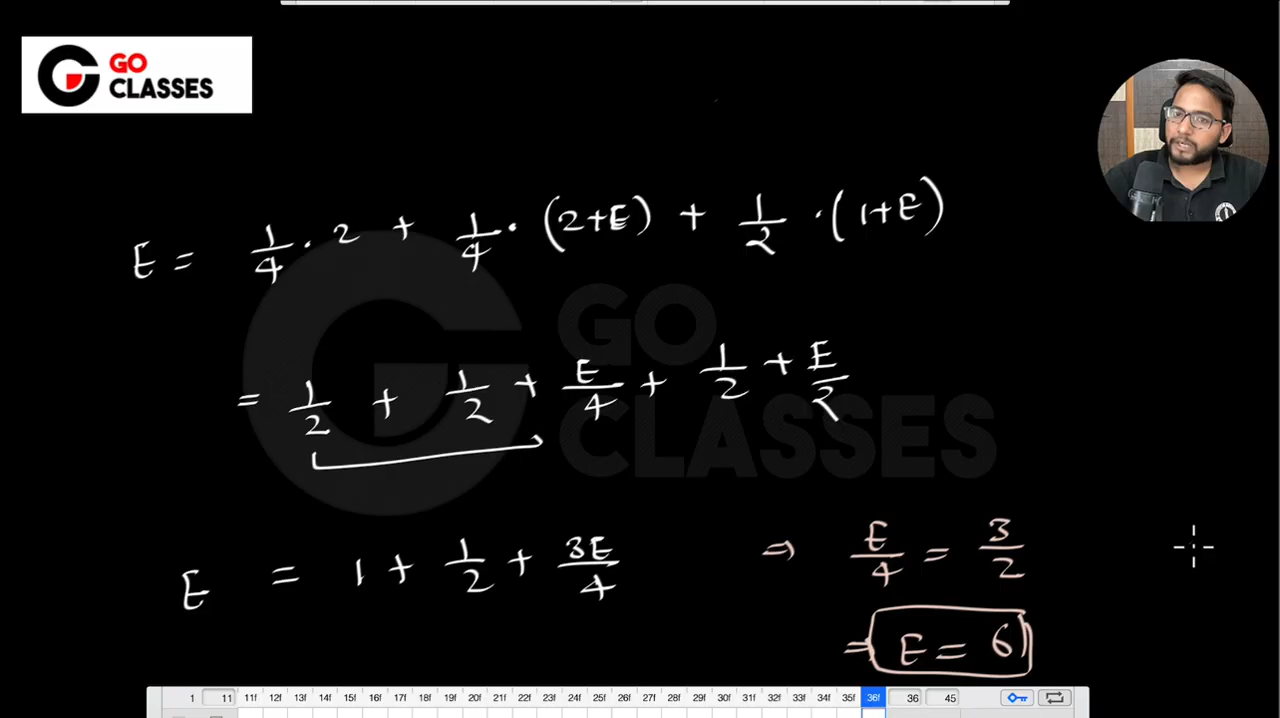 GO
CLASSES
E = 1/4 · 2 + 1/4 · (2+E) + 1/2 · (1+E)
GO
CLASSES
= 1/2 + 1/2 + E/4 + 1/2 + E/2
E = 1 + 1/2 + 3E/4 ⇒ E/4 = 3/2
⇒ E = 6
1 11 11f 12f 13f 14f 15f 16f 17f 18f 19f 20f 21f 22f 23f 24f 25f 26f 27f 28f 29f 30f 31f 32f 33f 34f 35f 36f 36 45